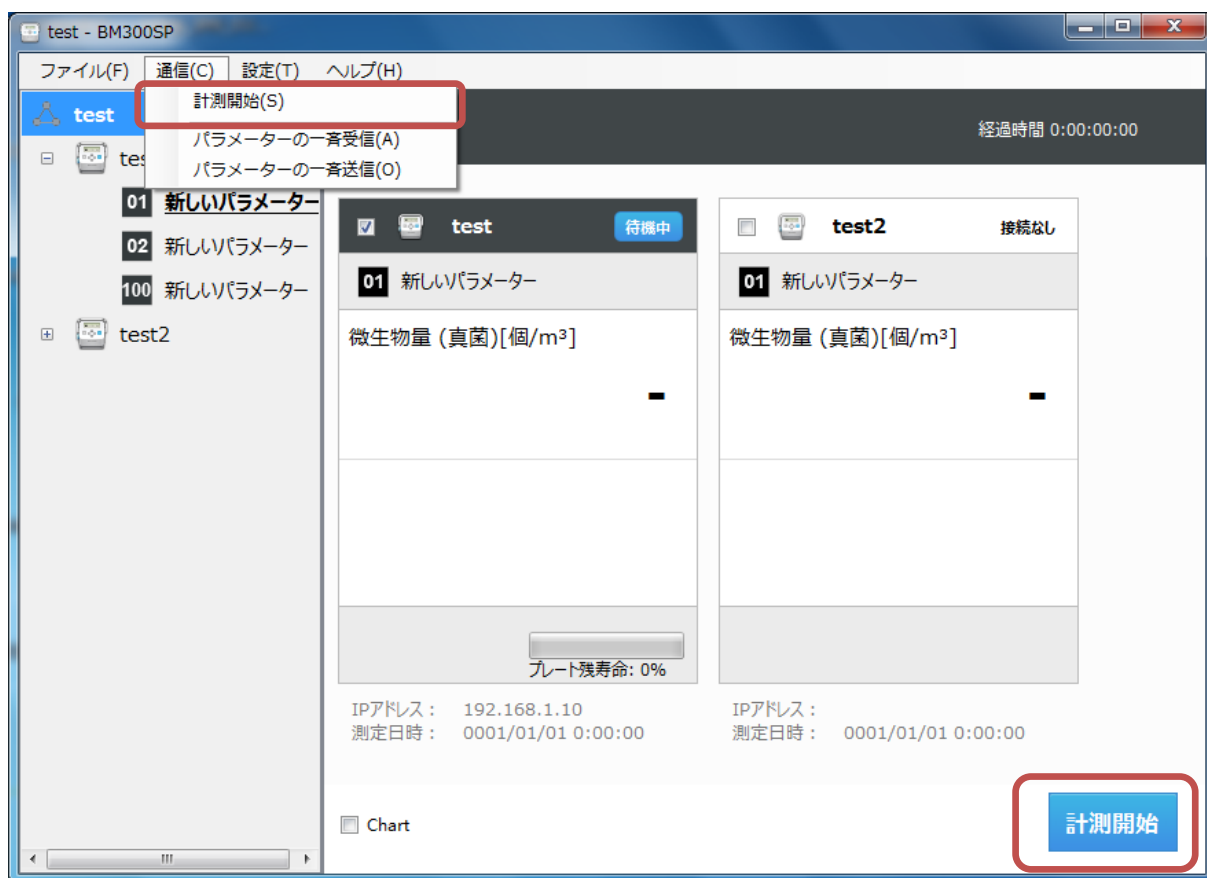 test - BM300SP
ファイル(F) 通信(C) 設定(T) ヘルプ(H)
計測開始(S)
パラメーターの一斉受信(A)
パラメーターの一斉送信(O)
test
経過時間 0:00:00:00
tes
01 新しいパラメーター
02 新しいパラメーター
100 新しいパラメーター
test2
test 待機中
01 新しいパラメーター
微生物量 (真菌)[個/m³]
-
プレート残寿命: 0%
IPアドレス : 192.168.1.10
測定日時 : 0001/01/01 0:00:00
test2 接続なし
01 新しいパラメーター
微生物量 (真菌)[個/m³]
-
IPアドレス :
測定日時 : 0001/01/01 0:00:00
Chart
計測開始